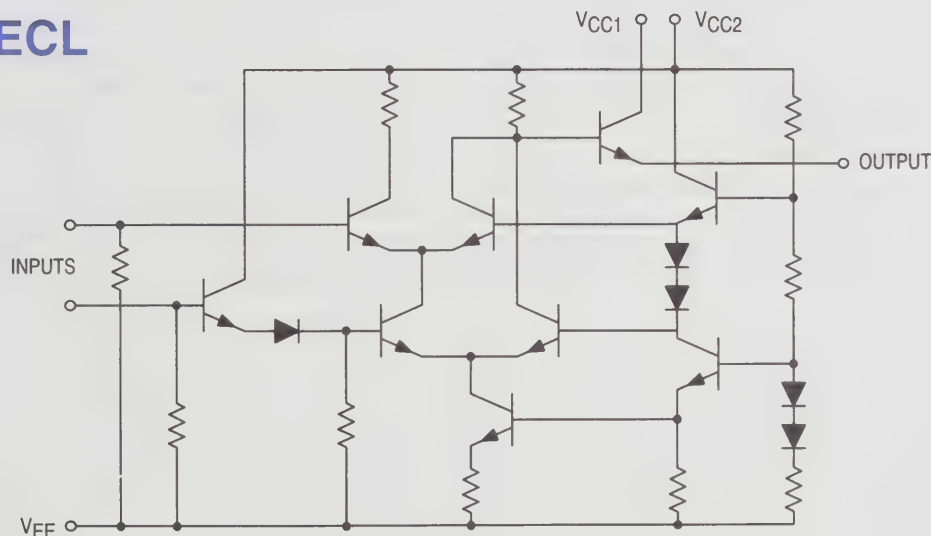 ECL
VCC1
VCC2
OUTPUT
INPUTS
VEE